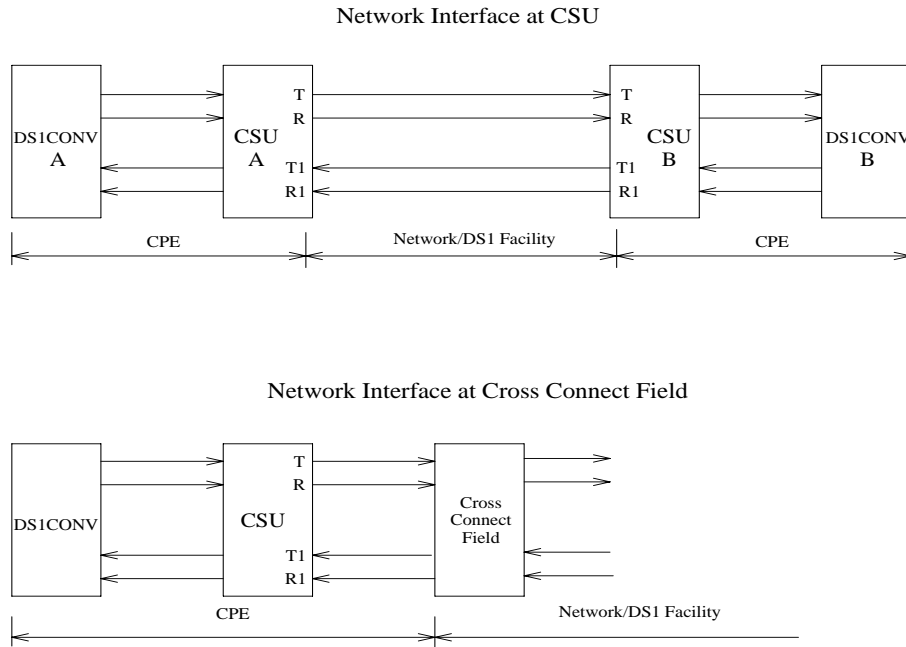 Network Interface at CSU
DS1CONV
A
CSU
A
T
R
T1
R1
T
R
T1
R1
CSU
B
DS1CONV
B
CPE
Network/DS1 Facility
CPE
Network Interface at Cross Connect Field
DS1CONV
CSU
T
R
T1
R1
Cross
Connect
Field
CPE
Network/DS1 Facility